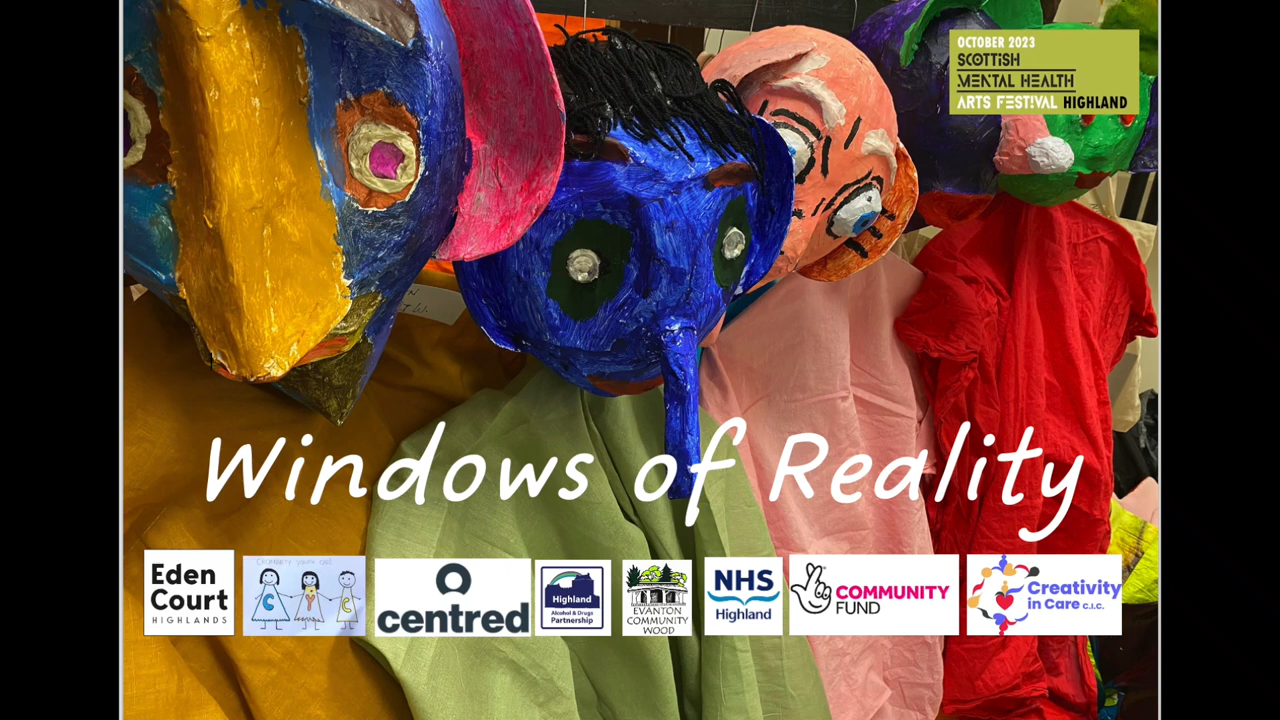 OCTOBER 2023
SCOTTISH
MENTAL HEALTH
ARTS FESTIVAL HIGHLAND
Windows of Reality
Eden
Court
HIGHLANDS
C Y C
centred
Highland
Alcohol & Drugs
Partnership
EVANTON
COMMUNITY
WOOD
NHS
Highland
COMMUNITY
FUND
Creativity
in Care C.I.C.